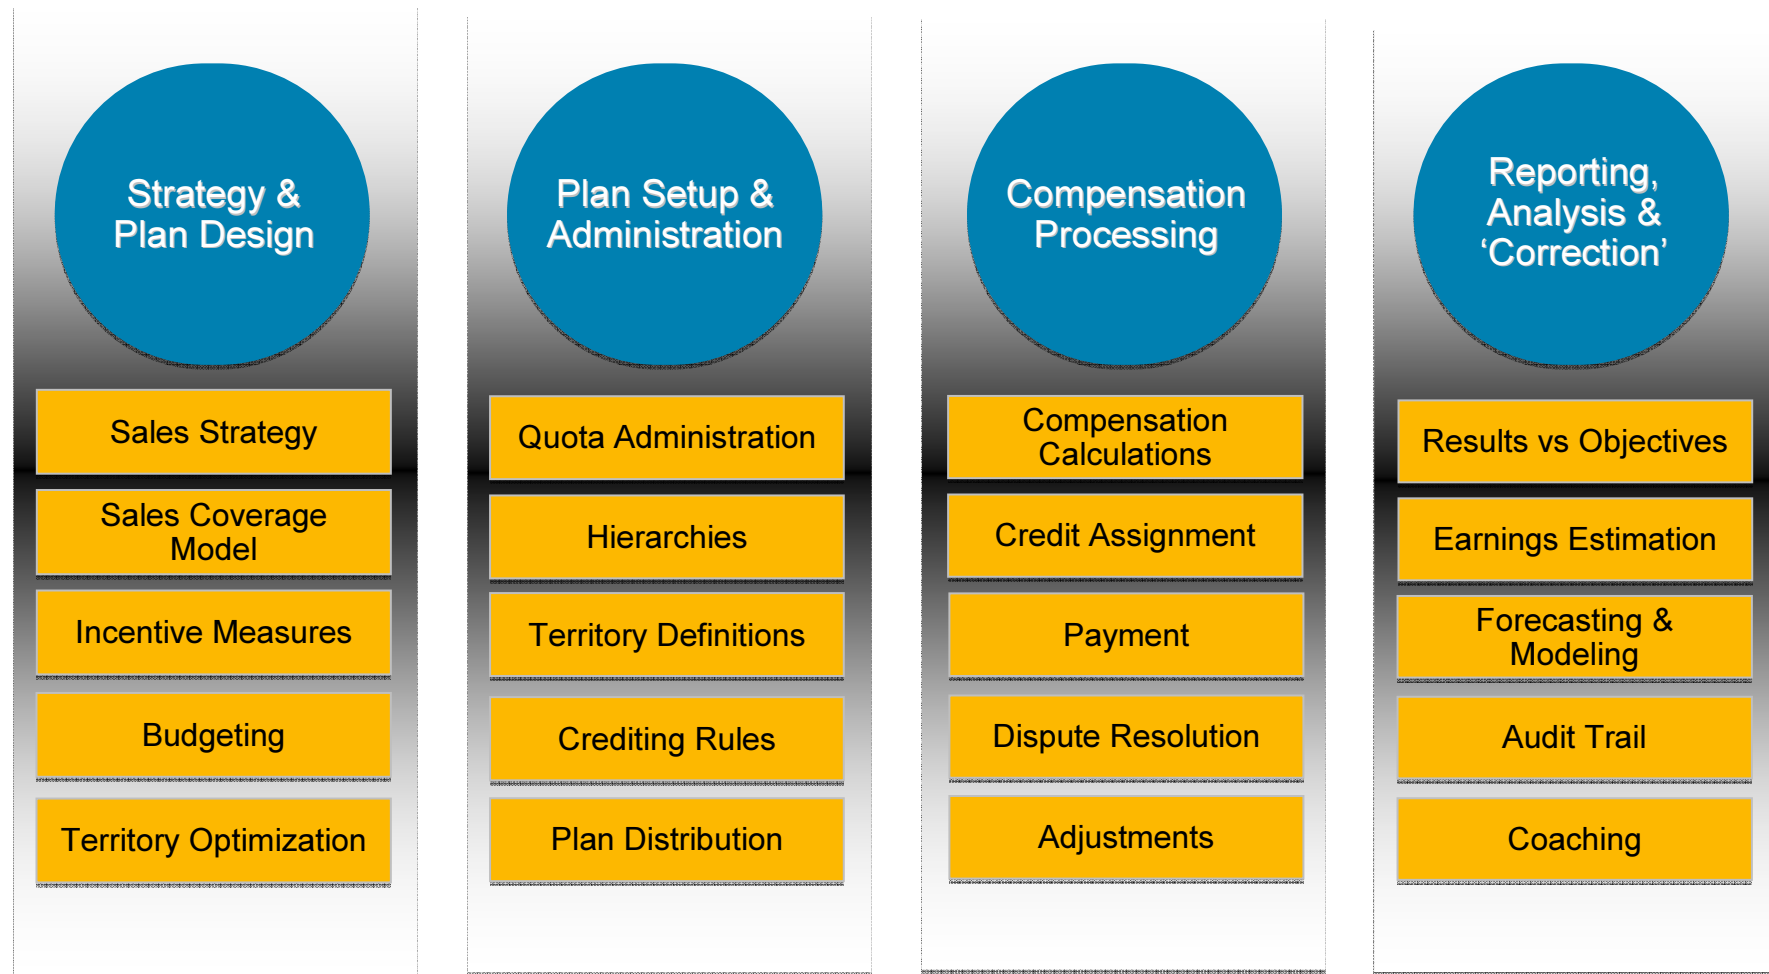 Strategy &
Plan Design
Sales Strategy
Sales Coverage
Model
Incentive Measures
Budgeting
Territory Optimization
Plan Setup &
Administration
Quota Administration
Hierarchies
Territory Definitions
Crediting Rules
Plan Distribution
Compensation
Processing
Compensation
Calculations
Credit Assignment
Payment
Dispute Resolution
Adjustments
Reporting,
Analysis &
‘Correction’
Results vs Objectives
Earnings Estimation
Forecasting &
Modeling
Audit Trail
Coaching